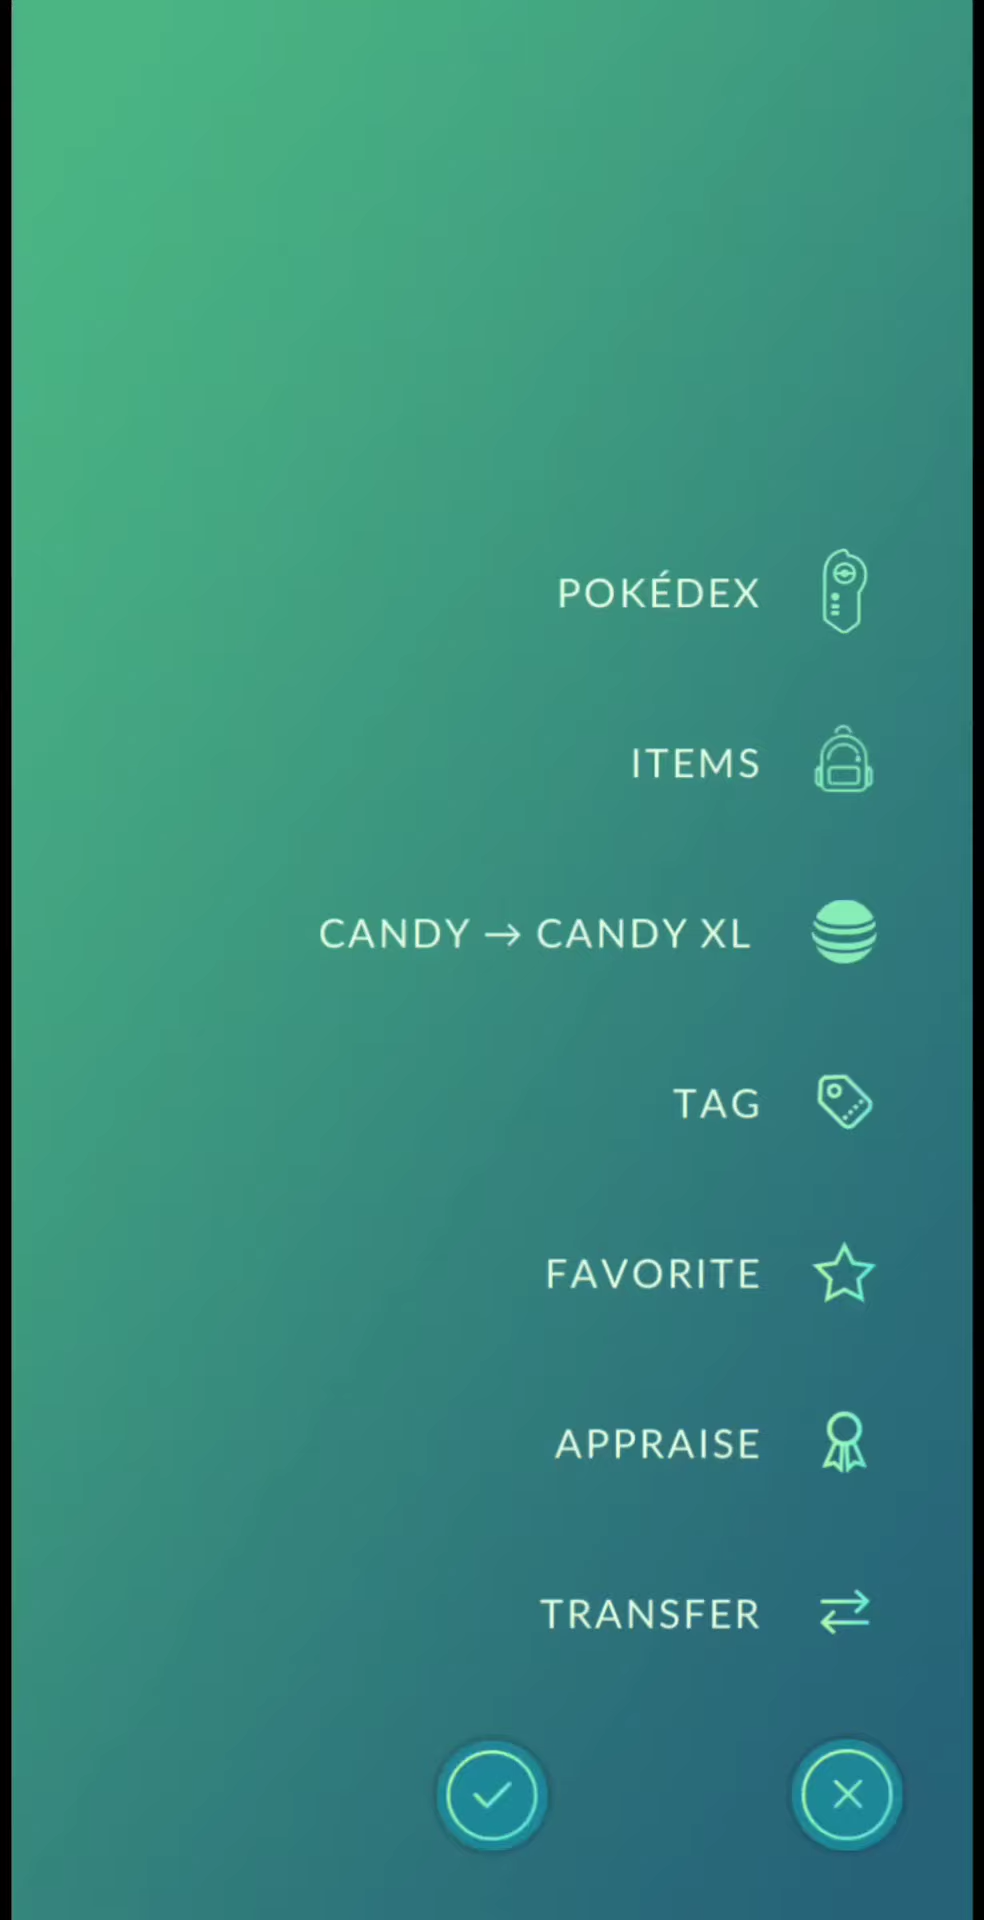 POKÉDEX
ITEMS
CANDY → CANDY XL
TAG
FAVORITE
APPRAISE
TRANSFER